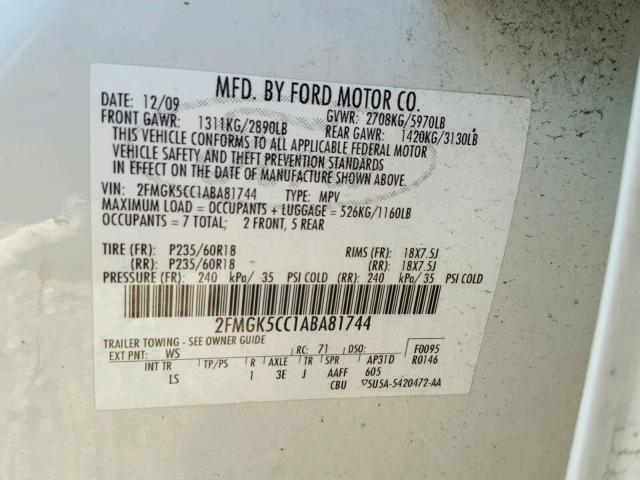 MFD. BY FORD MOTOR CO.
DATE: 12/09 GVWR: 2708KG/5970LB
FRONT GAWR: 1311KG/2890LB REAR GAWR: 1420KG/3130LB
THIS VEHICLE CONFORMS TO ALL APPLICABLE FEDERAL MOTOR
VEHICLE SAFETY AND THEFT PREVENTION STANDARDS
IN EFFECT ON THE DATE OF MANUFACTURE SHOWN ABOVE.
VIN: 2FMGK5CC1ABA81744 TYPE: MPV
MAXIMUM LOAD = OCCUPANTS + LUGGAGE = 526KG/1160LB
OCCUPANTS = 7 TOTAL; 2 FRONT, 5 REAR
TIRE (FR): P235/60R18 RIMS (FR): 18X7.5J
(RR): P235/60R18 (RR): 18X7.5J
PRESSURE (FR): 240 kPa/ 35 PSI COLD (RR): 240 kPa/ 35 PSI COLD
2FMGK5CC1ABA81744
TRAILER TOWING - SEE OWNER GUIDE
EXT PNT: WS RC: 71 DSO: F0095
INT TR TP/PS R AXLE TR SPR AP31D R0146
LS 1 3E J AAFF 605
CBU ▽5U5A-5420472-AA